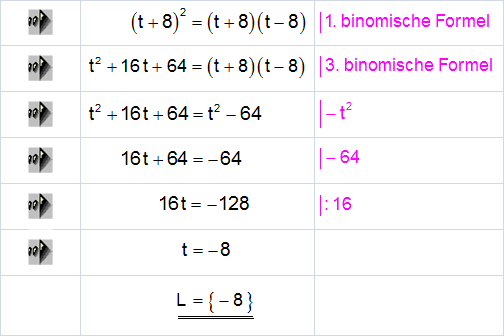 (t + 8)² = (t + 8)(t − 8) |1. binomische Formel
t² + 16t + 64 = (t + 8)(t − 8) |3. binomische Formel
t² + 16t + 64 = t² − 64 |− t²
16t + 64 = −64 |− 64
16t = −128 |: 16
t = −8
L = {−8}